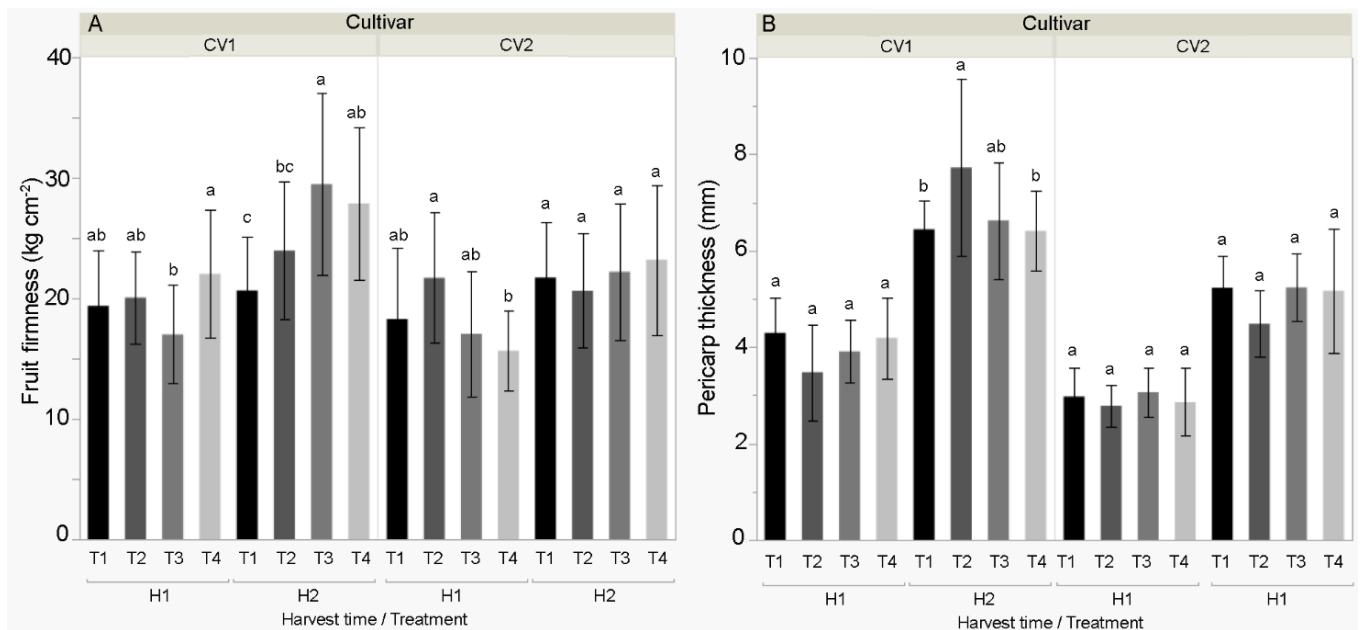 A
Cultivar
CV1 CV2
Fruit firmness (kg cm⁻²)
40
30
20
10
0
ab ab b a c bc a ab ab a ab b a a a a
T1 T2 T3 T4 T1 T2 T3 T4 T1 T2 T3 T4 T1 T2 T3 T4
H1 H2 H1 H2
Harvest time / Treatment
B
Cultivar
CV1 CV2
Pericarp thickness (mm)
10
8
6
4
2
0
a a a a b a ab b a a a a a a a a
T1 T2 T3 T4 T1 T2 T3 T4 T1 T2 T3 T4 T1 T2 T3 T4
H1 H2 H1 H1
Harvest time / Treatment